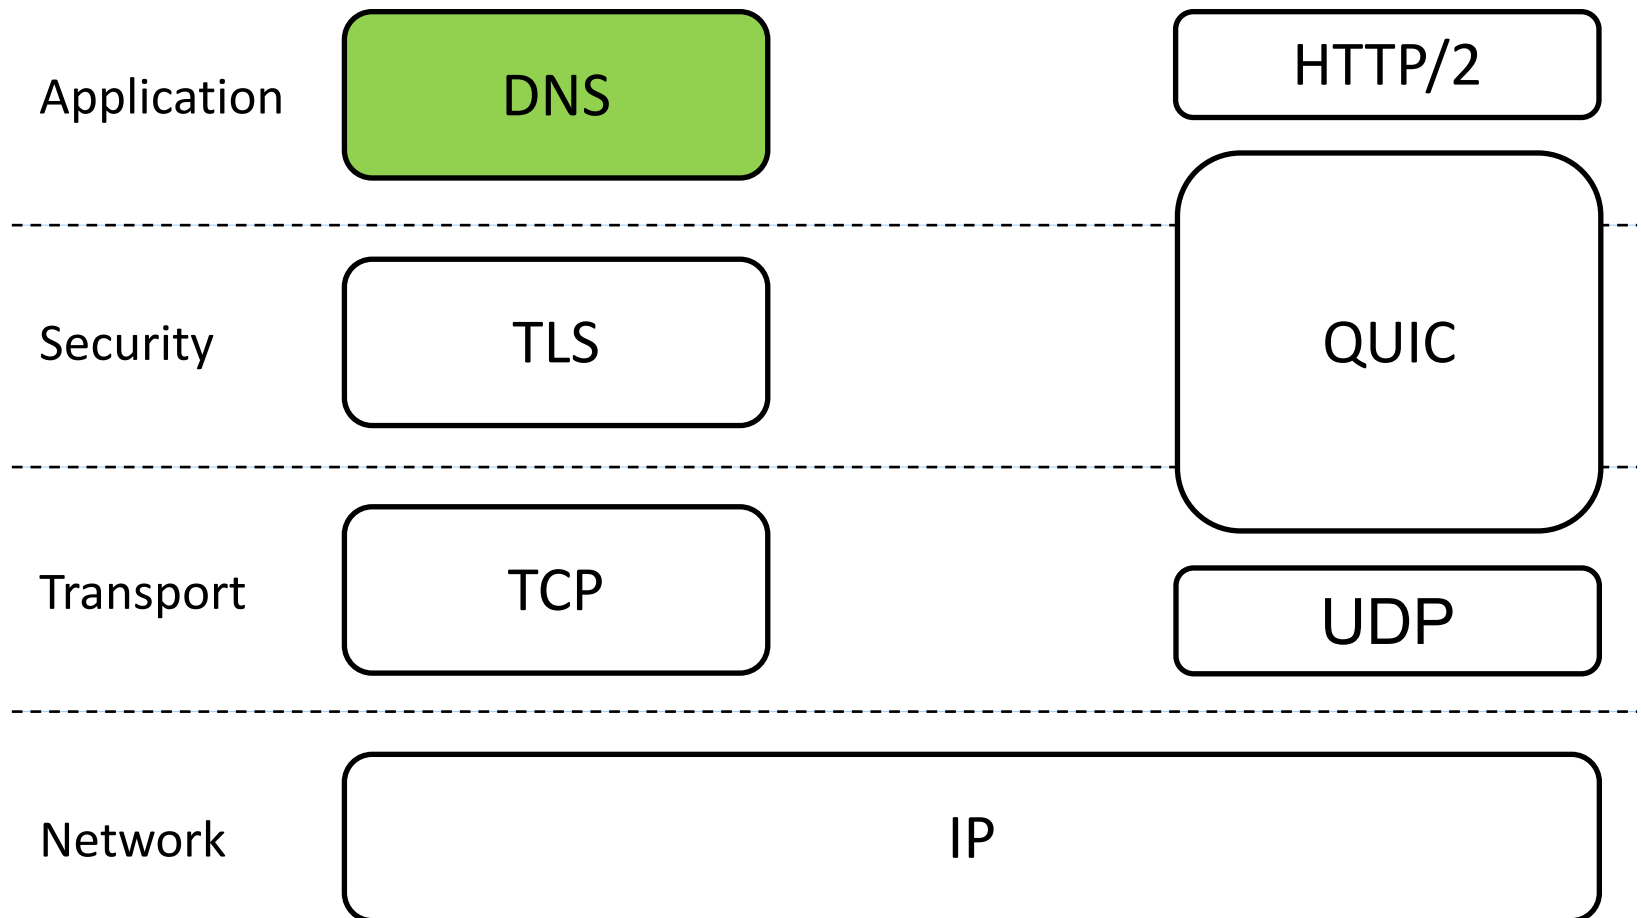 Application
DNS
HTTP/2
Security
TLS
QUIC
Transport
TCP
UDP
Network
IP